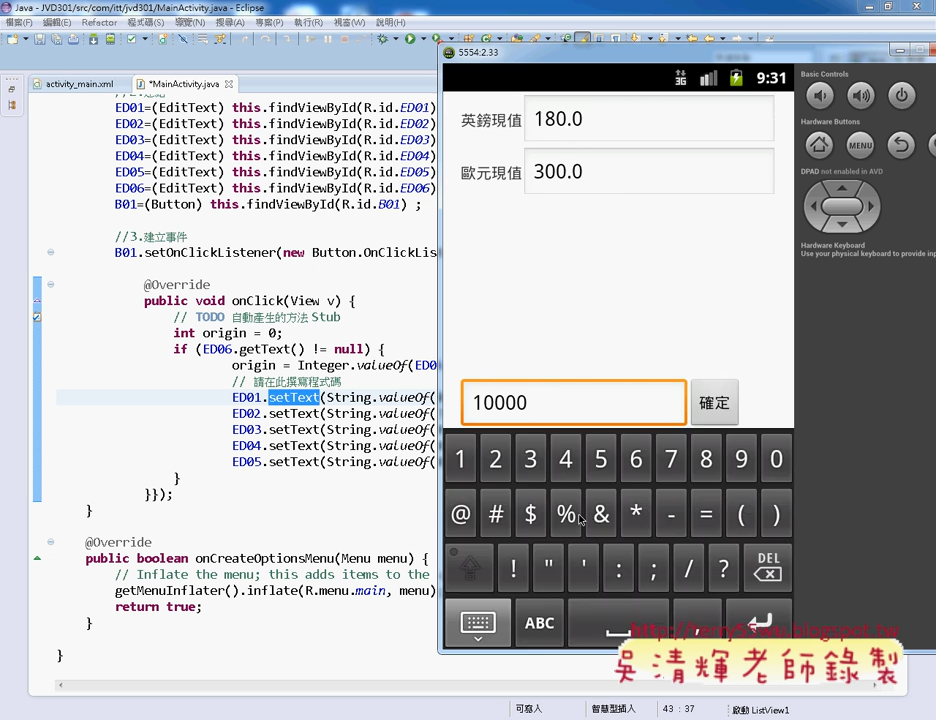 Java - JVD301/src/com/itt/jvd301/MainActivity.java - Eclipse
檔案(F) 編輯(E) Refactor 程式碼(S) 導覽(N) 搜尋(A) 專案(P) 執行(R) 視窗(W) 說明(H)
activity_main.xml
*MainActivity.java
ED01=(EditText) this.findViewById(R.id.ED01)
ED02=(EditText) this.findViewById(R.id.ED02)
ED03=(EditText) this.findViewById(R.id.ED03)
ED04=(EditText) this.findViewById(R.id.ED04)
ED05=(EditText) this.findViewById(R.id.ED05)
ED06=(EditText) this.findViewById(R.id.ED06)
B01=(Button) this.findViewById(R.id.B01) ;
//3.建立事件
B01.setOnClickListener(new Button.OnClickLis
@Override
public void onClick(View v) {
// TODO 自動產生的方法 Stub
int origin = 0;
if (ED06.getText() != null) {
origin = Integer.valueOf(ED0
// 請在此撰寫程式碼
ED01.setText(String.valueOf(
ED02.setText(String.valueOf(
ED03.setText(String.valueOf(
ED04.setText(String.valueOf(
ED05.setText(String.valueOf(
}
}});
}
@Override
public boolean onCreateOptionsMenu(Menu menu) {
// Inflate the menu; this adds items to the
getMenuInflater().inflate(R.menu.main, menu)
return true;
}
}
5554:2.33
3G
9:31
英鎊現值 180.0
歐元現值 300.0
10000 確定
1 2 3 4 5 6 7 8 9 0
@ # $ % & * - = ( )
! " ' : ; / ? DEL
ABC ,
Basic Controls
Hardware Buttons
MENU
DPAD not enabled in AVD
Hardware Keyboard
Use your physical keyboard to provide inp
http://terry55wu.blogspot.tw
吳清輝老師錄製
可寫入 智慧型插入 43 : 37 啟動 ListView1